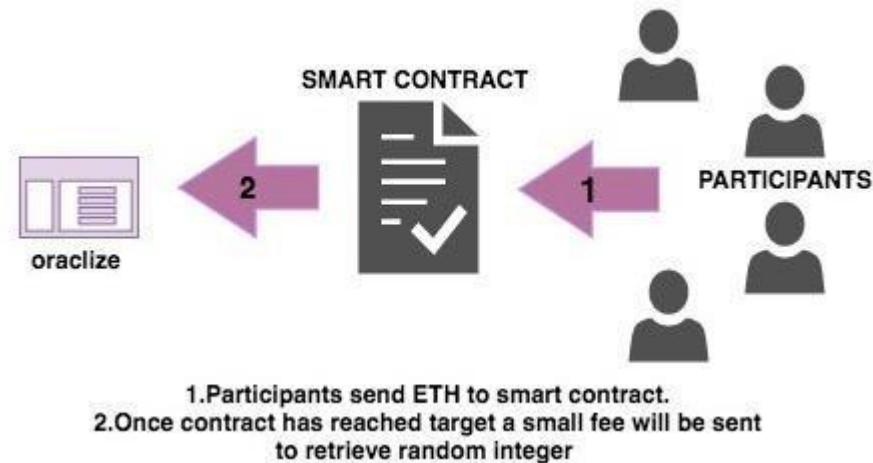 SMART CONTRACT
2
1
PARTICIPANTS
oraclize
1.Participants send ETH to smart contract.
2.Once contract has reached target a small fee will be sent
to retrieve random integer